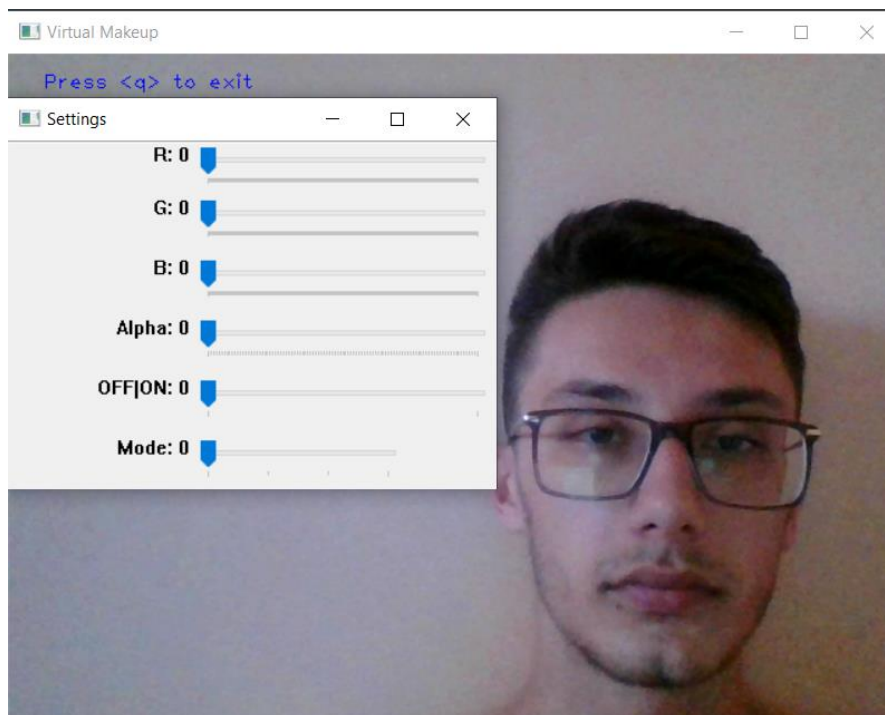 Virtual Makeup
Press <q> to exit
Settings
R: 0
G: 0
B: 0
Alpha: 0
OFF|ON: 0
Mode: 0